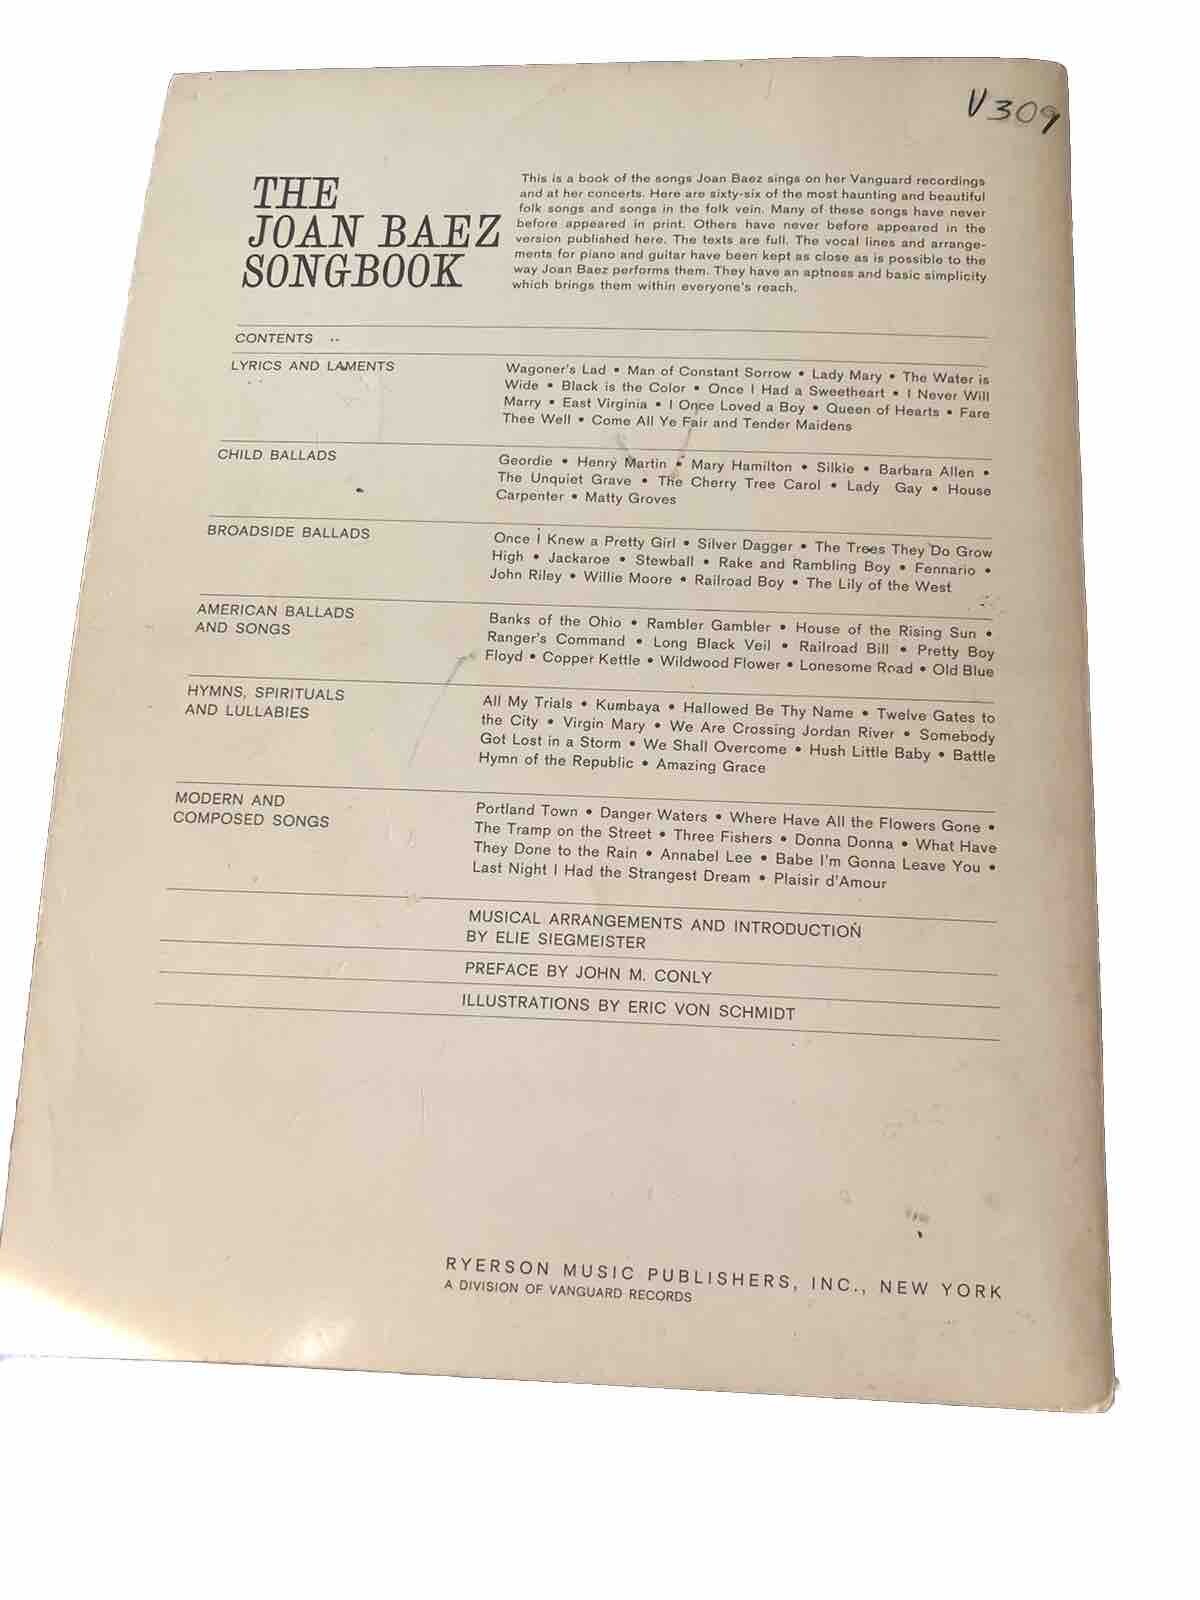 V309
THE
JOAN BAEZ
SONGBOOK
This is a book of the songs Joan Baez sings on her Vanguard recordings
and at her concerts. Here are sixty-six of the most haunting and beautiful
folk songs and songs in the folk vein. Many of these songs have never
before appeared in print. Others have never before appeared in the
version published here. The texts are full. The vocal lines and arrange-
ments for piano and guitar have been kept as close as is possible to the
way Joan Baez performs them. They have an aptness and basic simplicity
which brings them within everyone's reach.
CONTENTS
LYRICS AND LAMENTS
Wagoner's Lad • Man of Constant Sorrow • Lady Mary • The Water is
Wide • Black is the Color • Once I Had a Sweetheart • I Never Will
Marry • East Virginia • I Once Loved a Boy • Queen of Hearts • Fare
Thee Well • Come All Ye Fair and Tender Maidens
CHILD BALLADS
Geordie • Henry Martin • Mary Hamilton • Silkie • Barbara Allen •
The Unquiet Grave • The Cherry Tree Carol • Lady Gay • House
Carpenter • Matty Groves
BROADSIDE BALLADS
Once I Knew a Pretty Girl • Silver Dagger • The Trees They Do Grow
High • Jackaroe • Stewball • Rake and Rambling Boy • Fennario •
John Riley • Willie Moore • Railroad Boy • The Lily of the West
AMERICAN BALLADS
AND SONGS
Banks of the Ohio • Rambler Gambler • House of the Rising Sun •
Ranger's Command • Long Black Veil • Railroad Bill • Pretty Boy
Floyd • Copper Kettle • Wildwood Flower • Lonesome Road • Old Blue
HYMNS, SPIRITUALS
AND LULLABIES
All My Trials • Kumbaya • Hallowed Be Thy Name • Twelve Gates to
the City • Virgin Mary • We Are Crossing Jordan River • Somebody
Got Lost in a Storm • We Shall Overcome • Hush Little Baby • Battle
Hymn of the Republic • Amazing Grace
MODERN AND
COMPOSED SONGS
Portland Town • Danger Waters • Where Have All the Flowers Gone •
The Tramp on the Street • Three Fishers • Donna Donna • What Have
They Done to the Rain • Annabel Lee • Babe I'm Gonna Leave You •
Last Night I Had the Strangest Dream • Plaisir d'Amour
MUSICAL ARRANGEMENTS AND INTRODUCTION
BY ELIE SIEGMEISTER
PREFACE BY JOHN M. CONLY
ILLUSTRATIONS BY ERIC VON SCHMIDT
RYERSON MUSIC PUBLISHERS, INC., NEW YORK
A DIVISION OF VANGUARD RECORDS